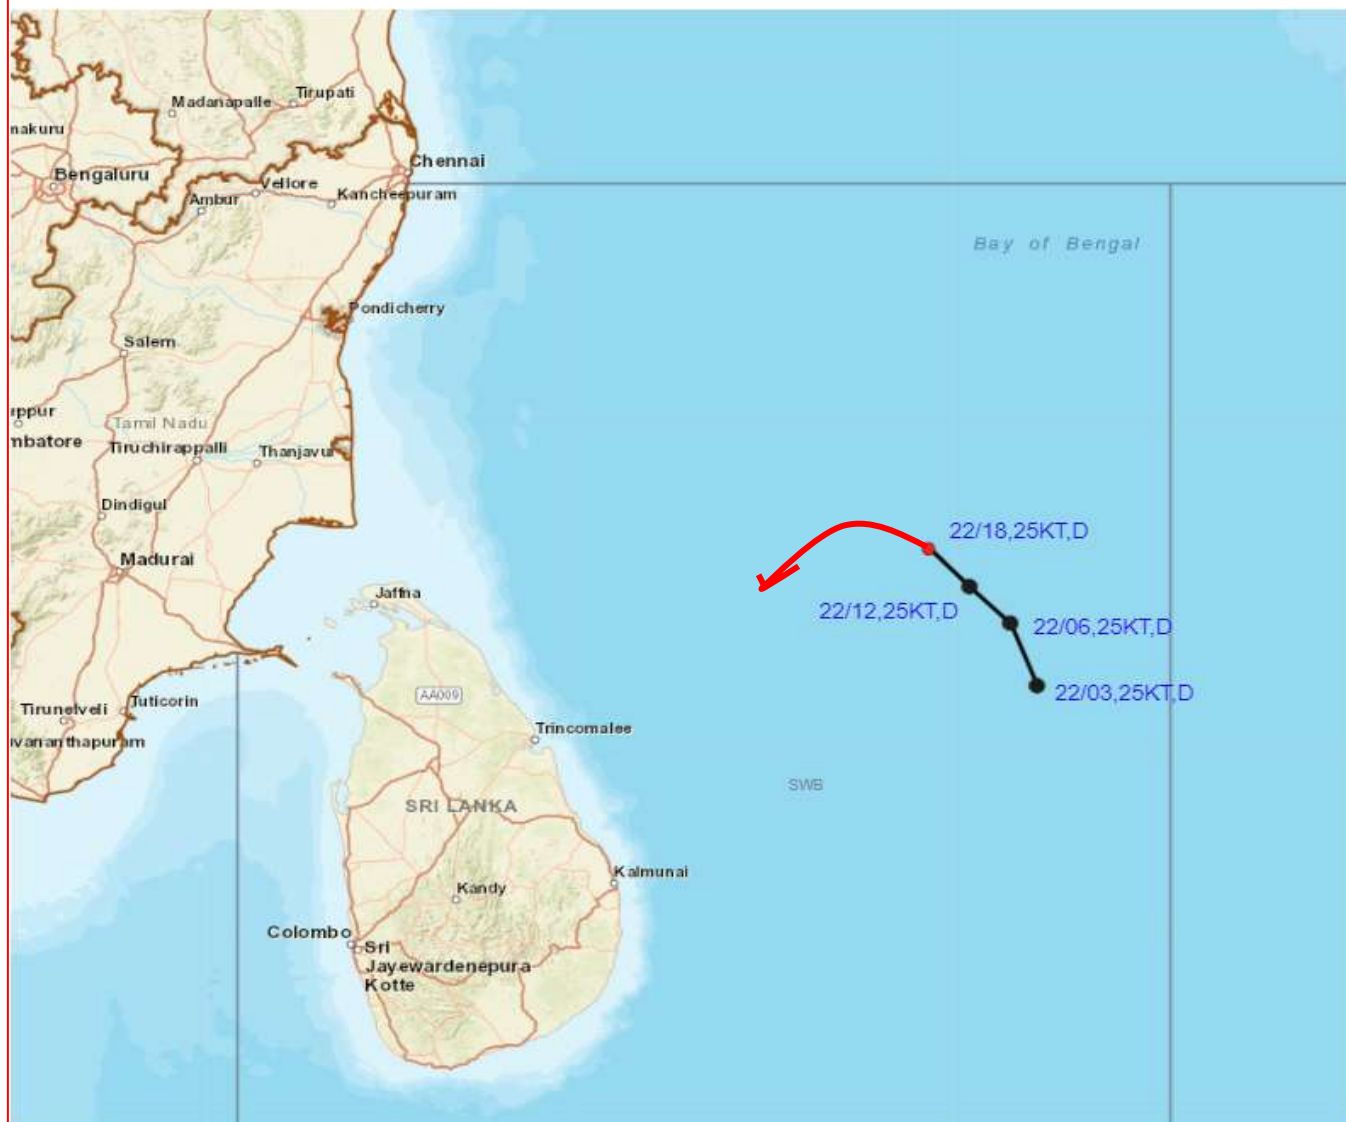 Tirupati
Madanapalle
makuru
Chennai
Bengaluru
Vellore
Kancheepuram
Ambur
Bay of Bengal
Pondicherry
Salem
uppur
Tamil Nadu
mbatore
Tiruchirappalli
Thanjavur
Dindigul
22/18,25KT,D
Madurai
Jaffna
22/12,25KT,D
22/06,25KT,D
AA009
22/03,25KT,D
Tirunelveli
Tuticorin
Trincomalee
vananthapuram
SWB
SRI LANKA
Kalmunai
Kandy
Colombo
Sri
Jayewardenepura
Kotte